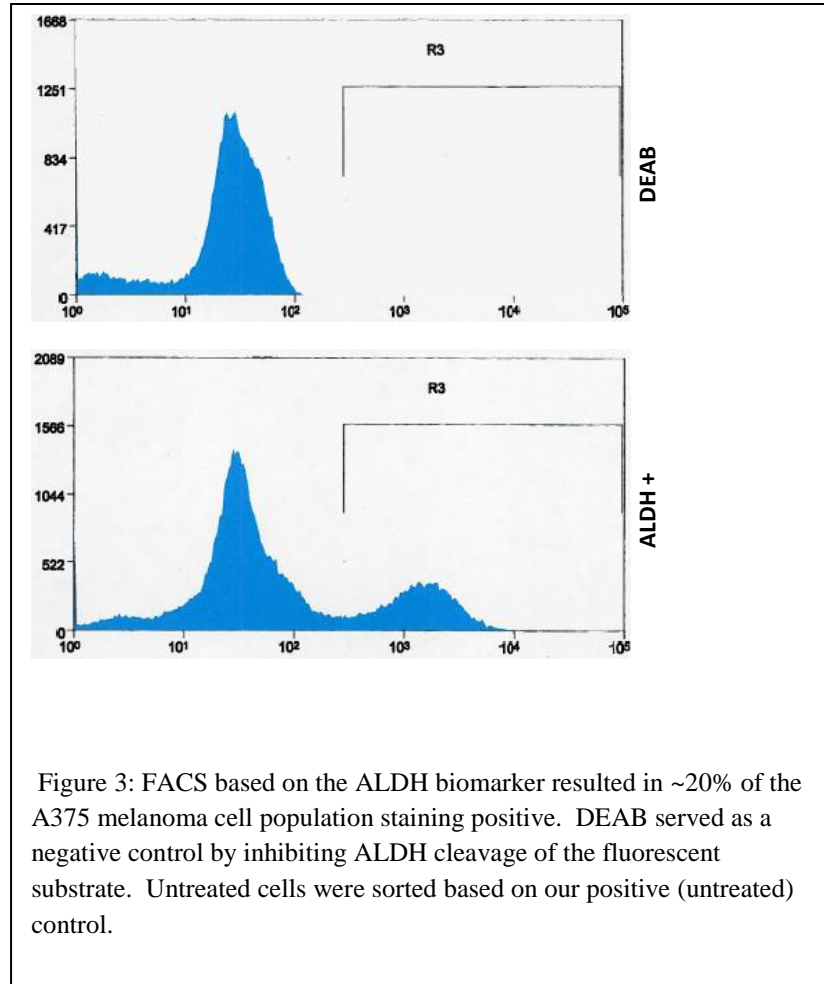 1668
R3
1251
834
417
0
10⁰ 10¹ 10² 10³ 10⁴ 10⁵
DEAB
2089
R3
1566
1044
522
0
10⁰ 10¹ 10² 10³ 10⁴ 10⁵
ALDH +
Figure 3: FACS based on the ALDH biomarker resulted in ~20% of the
A375 melanoma cell population staining positive. DEAB served as a
negative control by inhibiting ALDH cleavage of the fluorescent
substrate. Untreated cells were sorted based on our positive (untreated)
control.